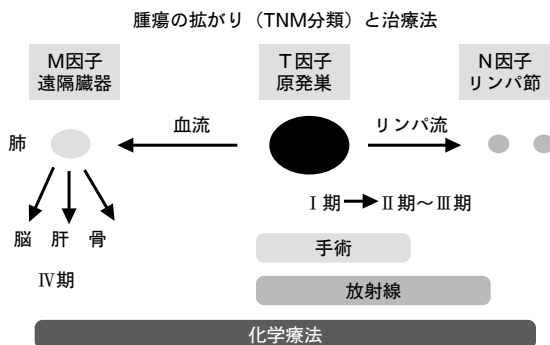 腫瘍の拡がり（TNM分類）と治療法
M因子
遠隔臓器
T因子
原発巣
N因子
リンパ節
肺
血流
リンパ流
Ⅰ期
Ⅱ期～Ⅲ期
脳 肝 骨
Ⅳ期
手術
放射線
化学療法